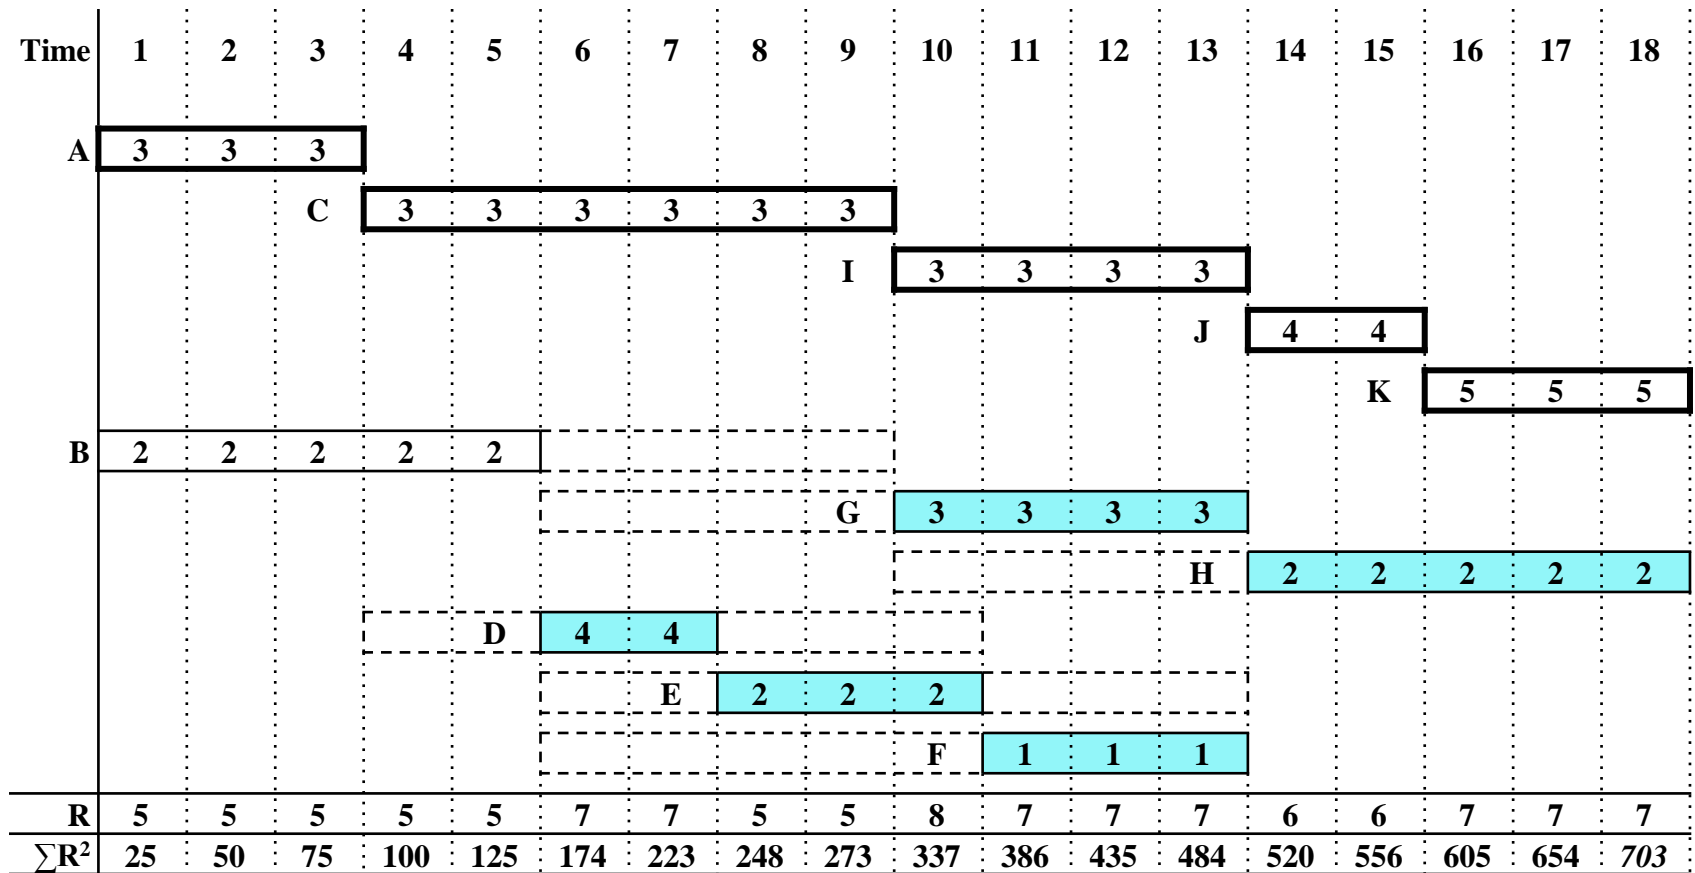 Time 1 2 3 4 5 6 7 8 9 10 11 12 13 14 15 16 17 18
A 3 3 3
C 3 3 3 3 3 3
I 3 3 3 3
J 4 4
K 5 5 5
B 2 2 2 2 2
G 3 3 3 3
H 2 2 2 2 2
D 4 4
E 2 2 2
F 1 1 1
R 5 5 5 5 5 7 7 5 5 8 7 7 7 6 6 7 7 7
∑R² 25 50 75 100 125 174 223 248 273 337 386 435 484 520 556 605 654 703